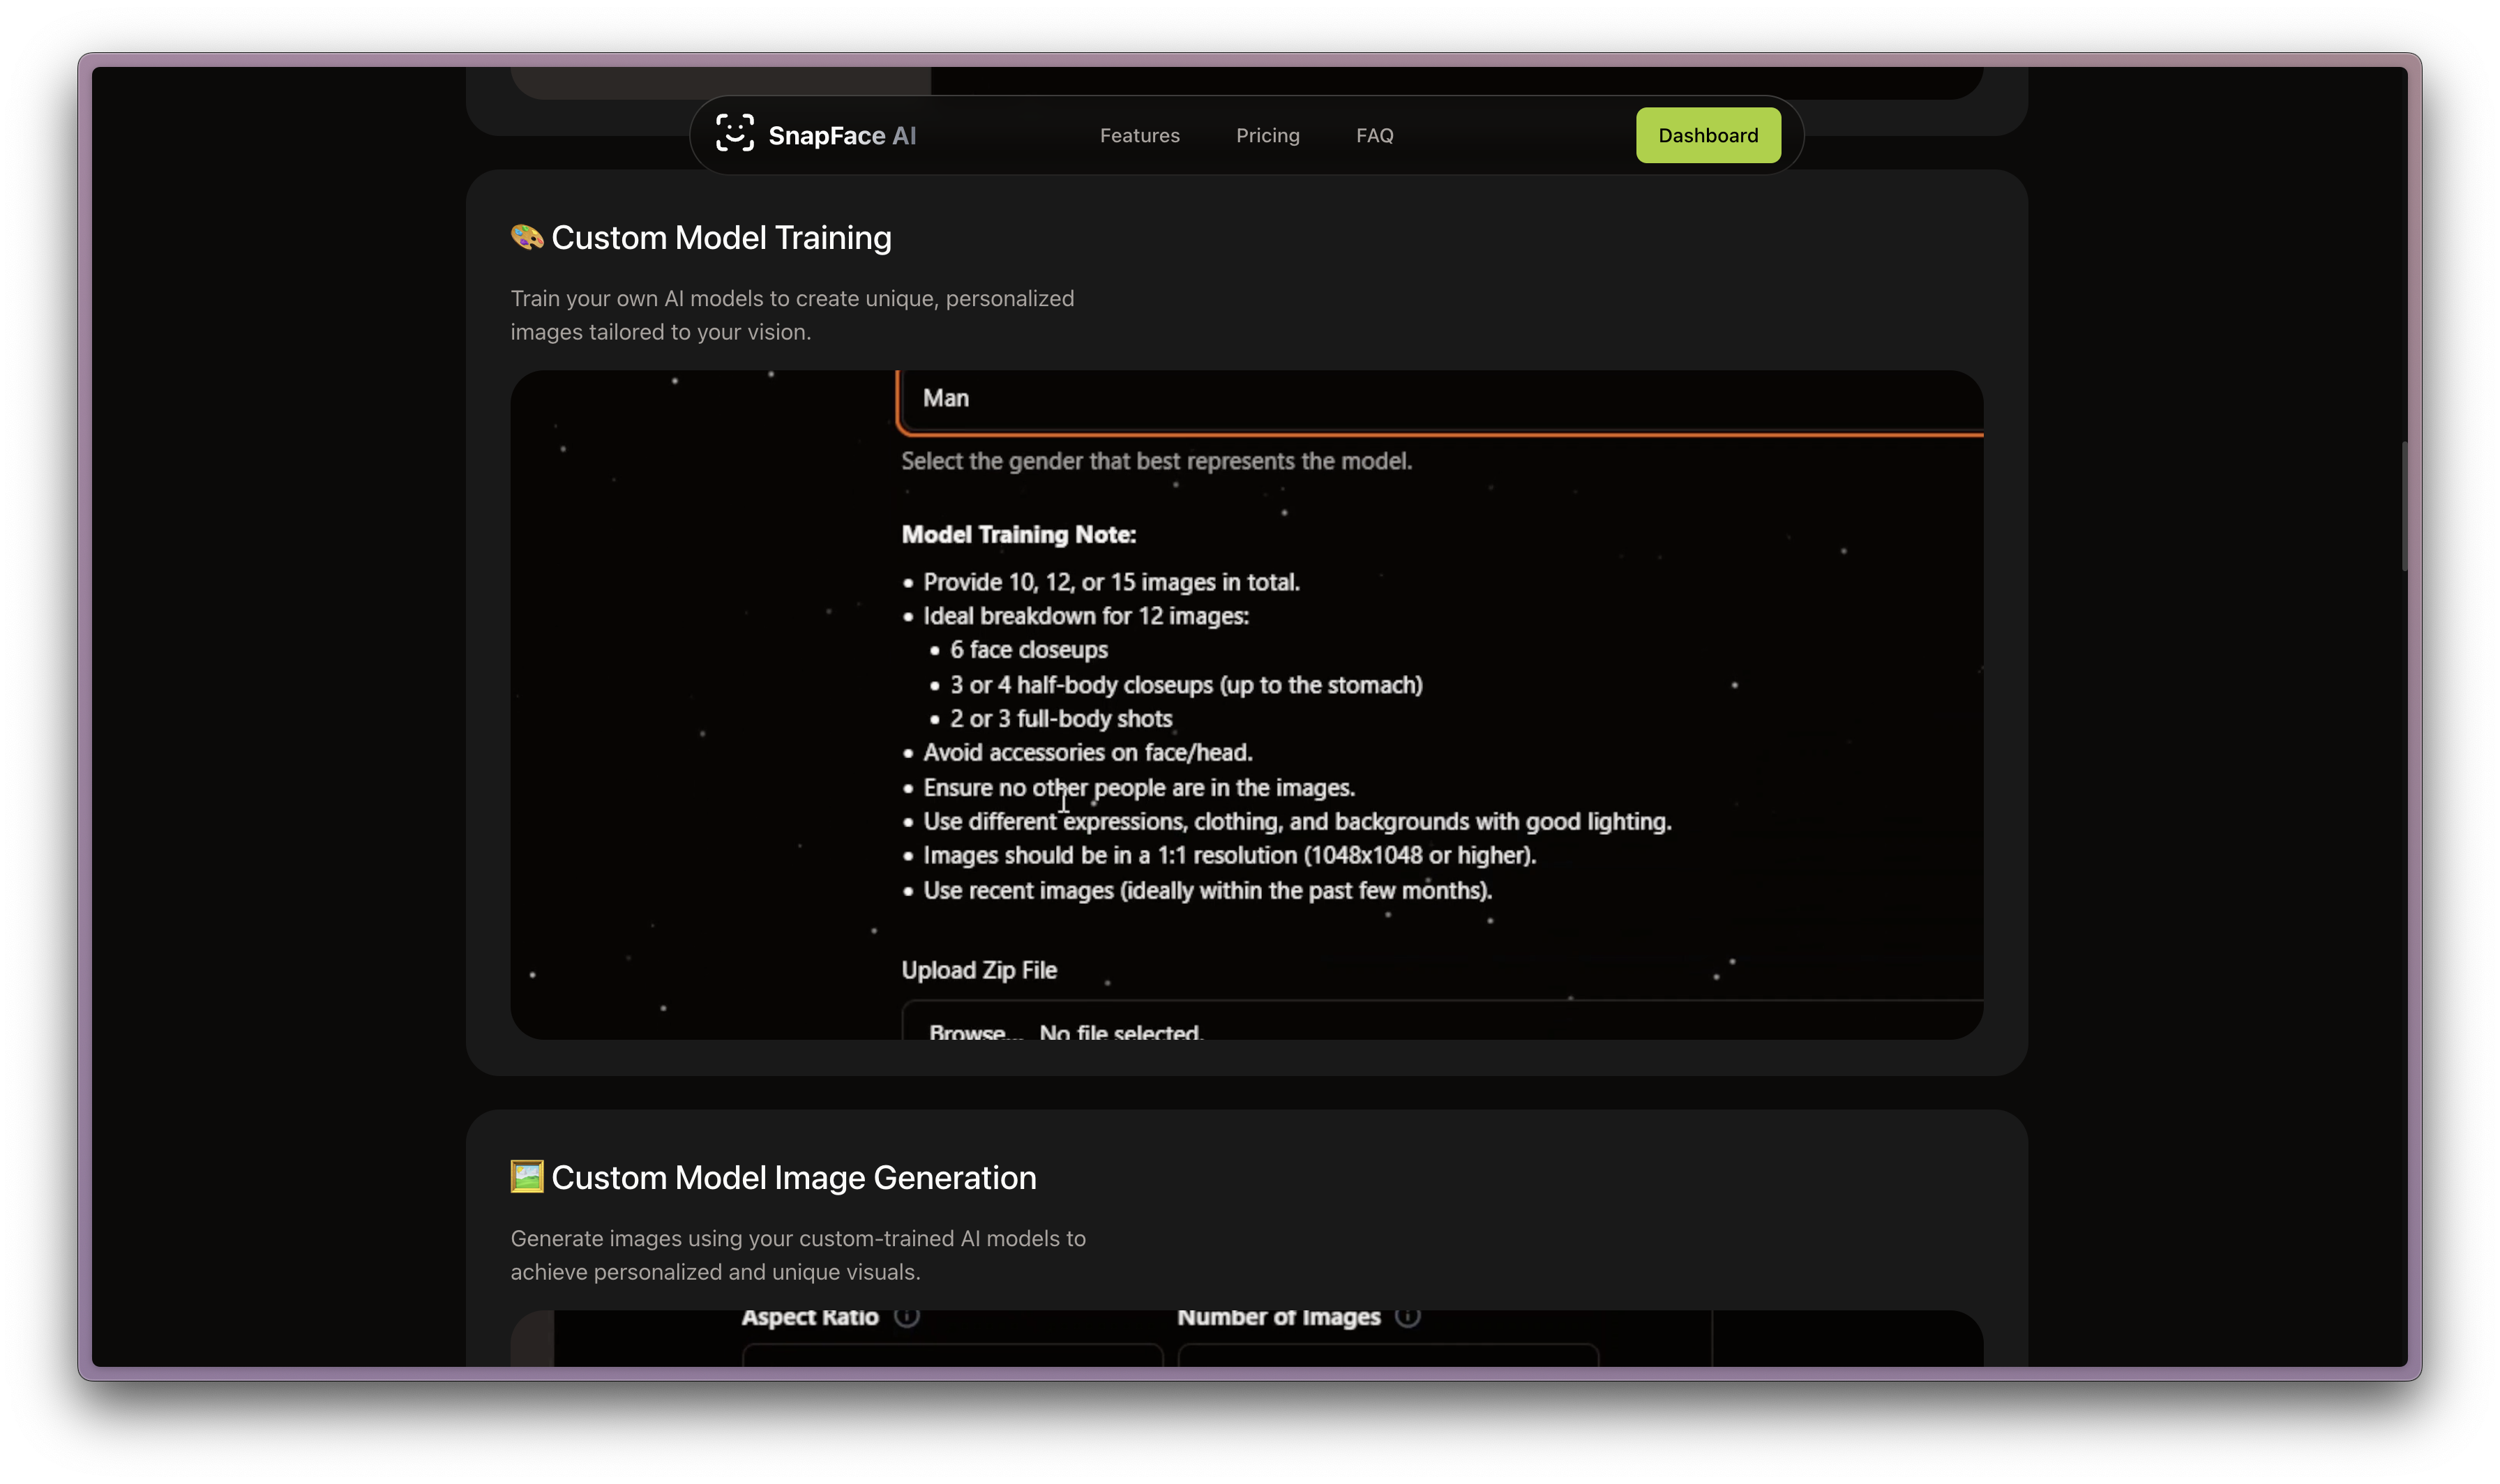 SnapFace AI
Features
Pricing
FAQ
Dashboard
🎨 Custom Model Training
Train your own AI models to create unique, personalized
images tailored to your vision.
Man
Select the gender that best represents the model.
Model Training Note:
• Provide 10, 12, or 15 images in total.
• Ideal breakdown for 12 images:
• 6 face closeups
• 3 or 4 half-body closeups (up to the stomach)
• 2 or 3 full-body shots
• Avoid accessories on face/head.
• Ensure no other people are in the images.
• Use different expressions, clothing, and backgrounds with good lighting.
• Images should be in a 1:1 resolution (1048x1048 or higher).
• Use recent images (ideally within the past few months).
Upload Zip File
Browse... No file selected.
🖼️ Custom Model Image Generation
Generate images using your custom-trained AI models to
achieve personalized and unique visuals.
Aspect Ratio
Number of Images